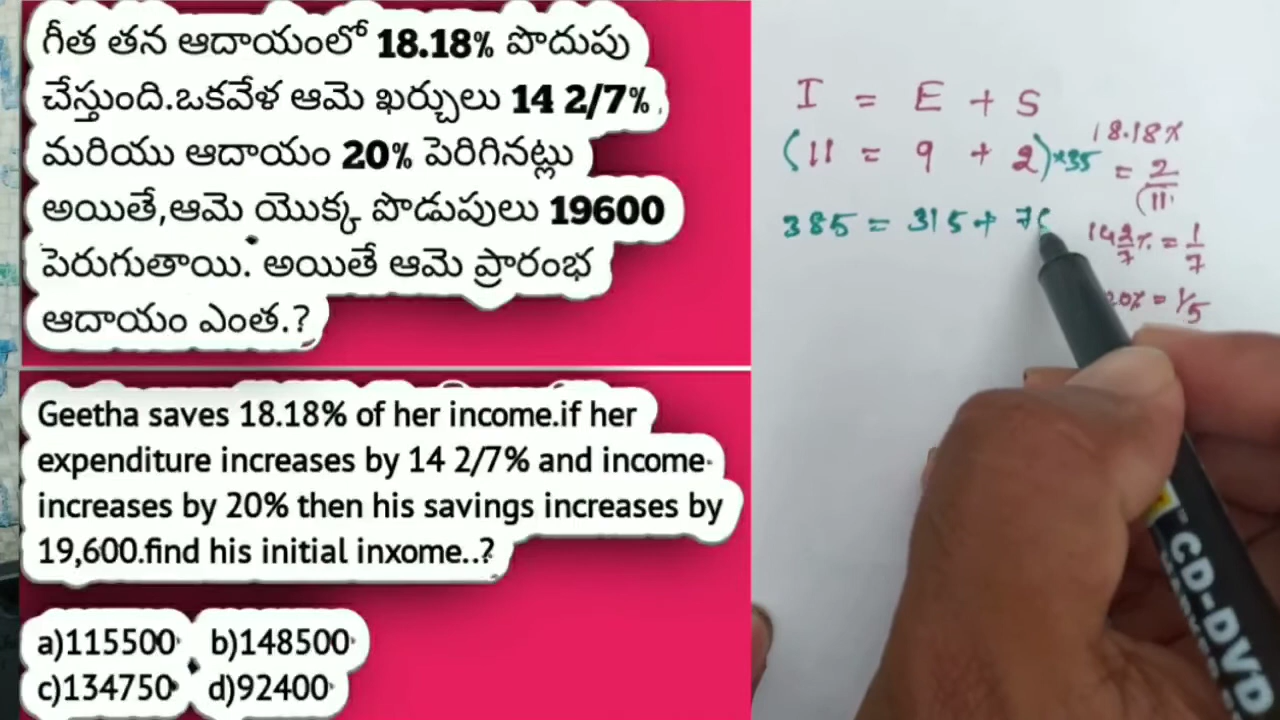 గీత తన ఆదాయంలో 18.18% పొదుపు
చేస్తుంది.ఒకవేళ ఆమె ఖర్చులు 14 2/7%,
మరియు ఆదాయం 20% పెరిగినట్లు
అయితే,ఆమె యొక్క పొడుపులు 19600
పెరుగుతాయి. అయితే ఆమె ప్రారంభ
ఆదాయం ఎంత.?
Geetha saves 18.18% of her income.if her
expenditure increases by 14 2/7% and income
increases by 20% then his savings increases by
19,600.find his initial inxome..?
a)115500 b)148500
c)134750 d)92400
I = E + S
(11 = 9 + 2)×35
385 = 315+
18.18%
= 2/11
14 2/7% = 1/7
20% = 1/5
CD-DVD